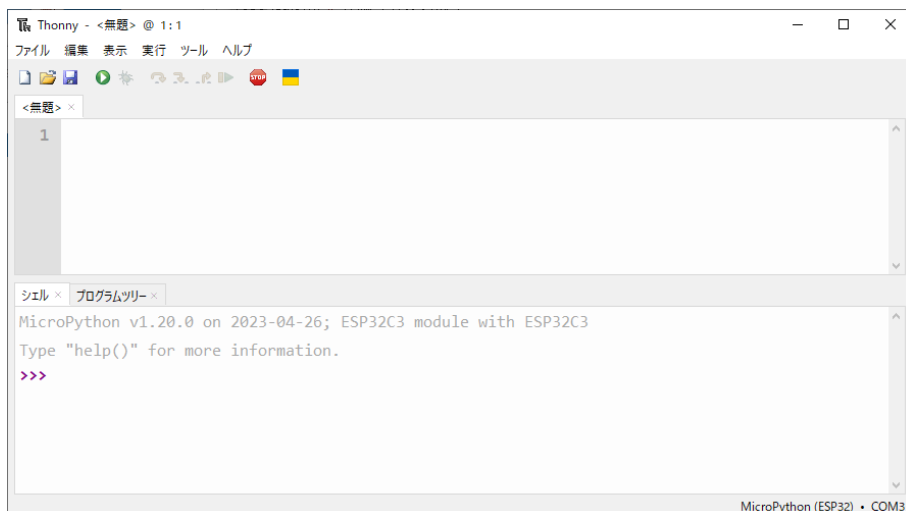 Thonny - <無題> @ 1:1
ファイル 編集 表示 実行 ツール ヘルプ
STOP
<無題> ×
1
シェル × プログラムツリー ×
MicroPython v1.20.0 on 2023-04-26; ESP32C3 module with ESP32C3
Type "help()" for more information.
>>>
MicroPython (ESP32) • COM3